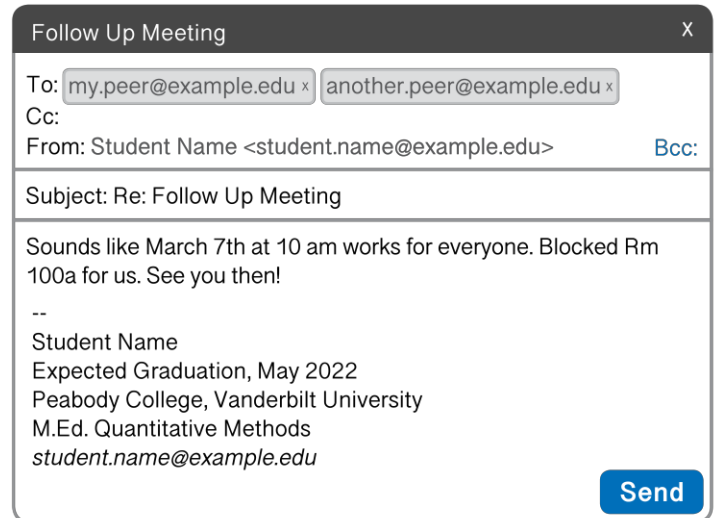 Follow Up Meeting X
To: my.peer@example.edu x another.peer@example.edu x
Cc:
From: Student Name <student.name@example.edu> Bcc:
Subject: Re: Follow Up Meeting
Sounds like March 7th at 10 am works for everyone. Blocked Rm
100a for us. See you then!
--
Student Name
Expected Graduation, May 2022
Peabody College, Vanderbilt University
M.Ed. Quantitative Methods
student.name@example.edu
Send